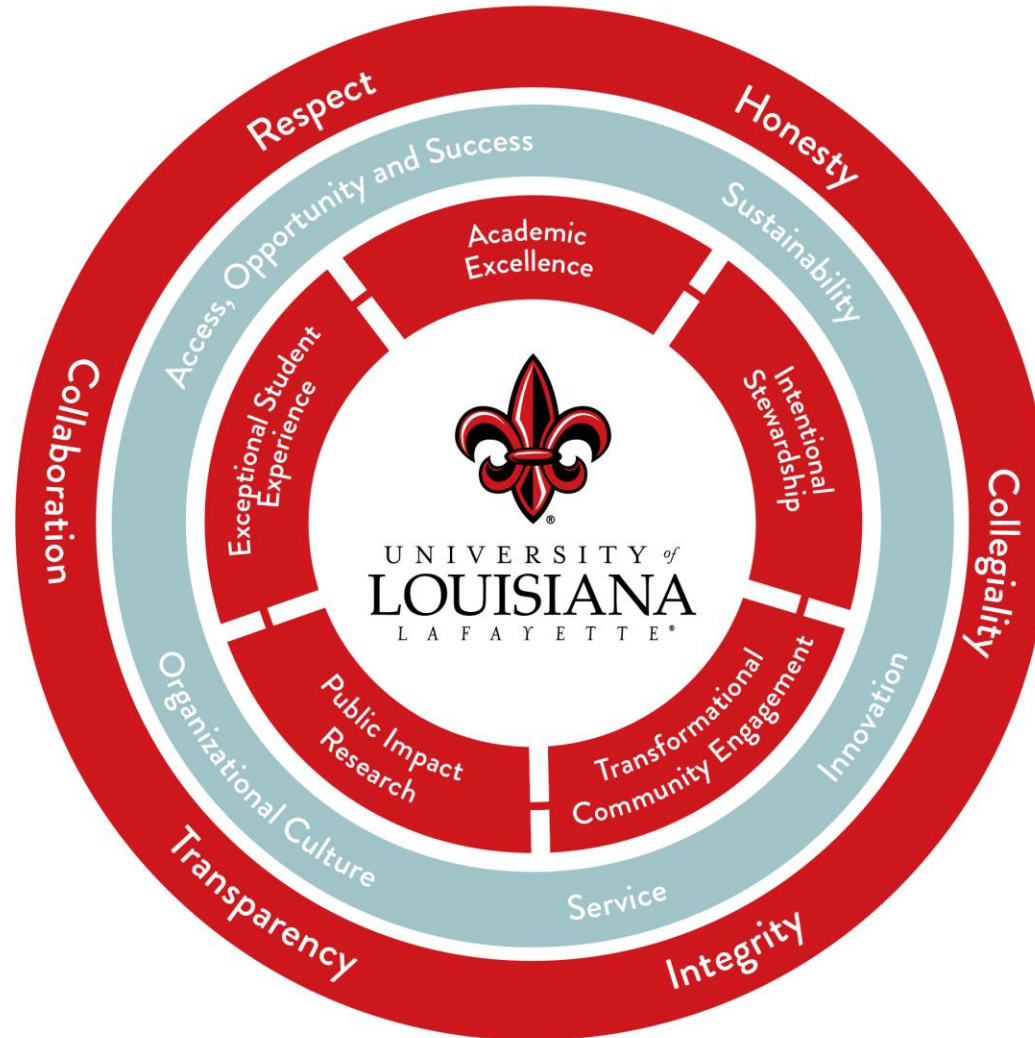 Respect
Honesty
Collegiality
Integrity
Transparency
Collaboration
Access, Opportunity and Success
Sustainability
Innovation
Service
Organizational Culture
Academic
Excellence
Intentional
Stewardship
Transformational
Community Engagement
Public Impact
Research
Exceptional Student
Experience
®
UNIVERSITY of
LOUISIANA
LAFAYETTE®